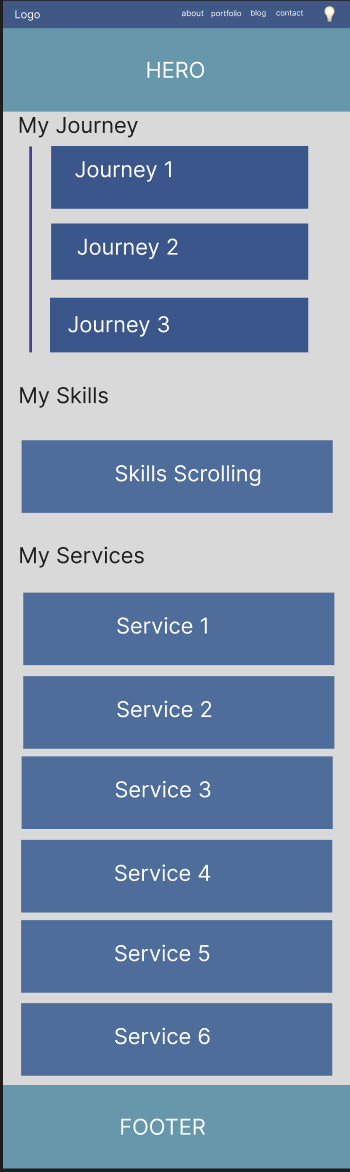 Logo about portfolio blog contact
HERO
My Journey
Journey 1
Journey 2
Journey 3
My Skills
Skills Scrolling
My Services
Service 1
Service 2
Service 3
Service 4
Service 5
Service 6
FOOTER